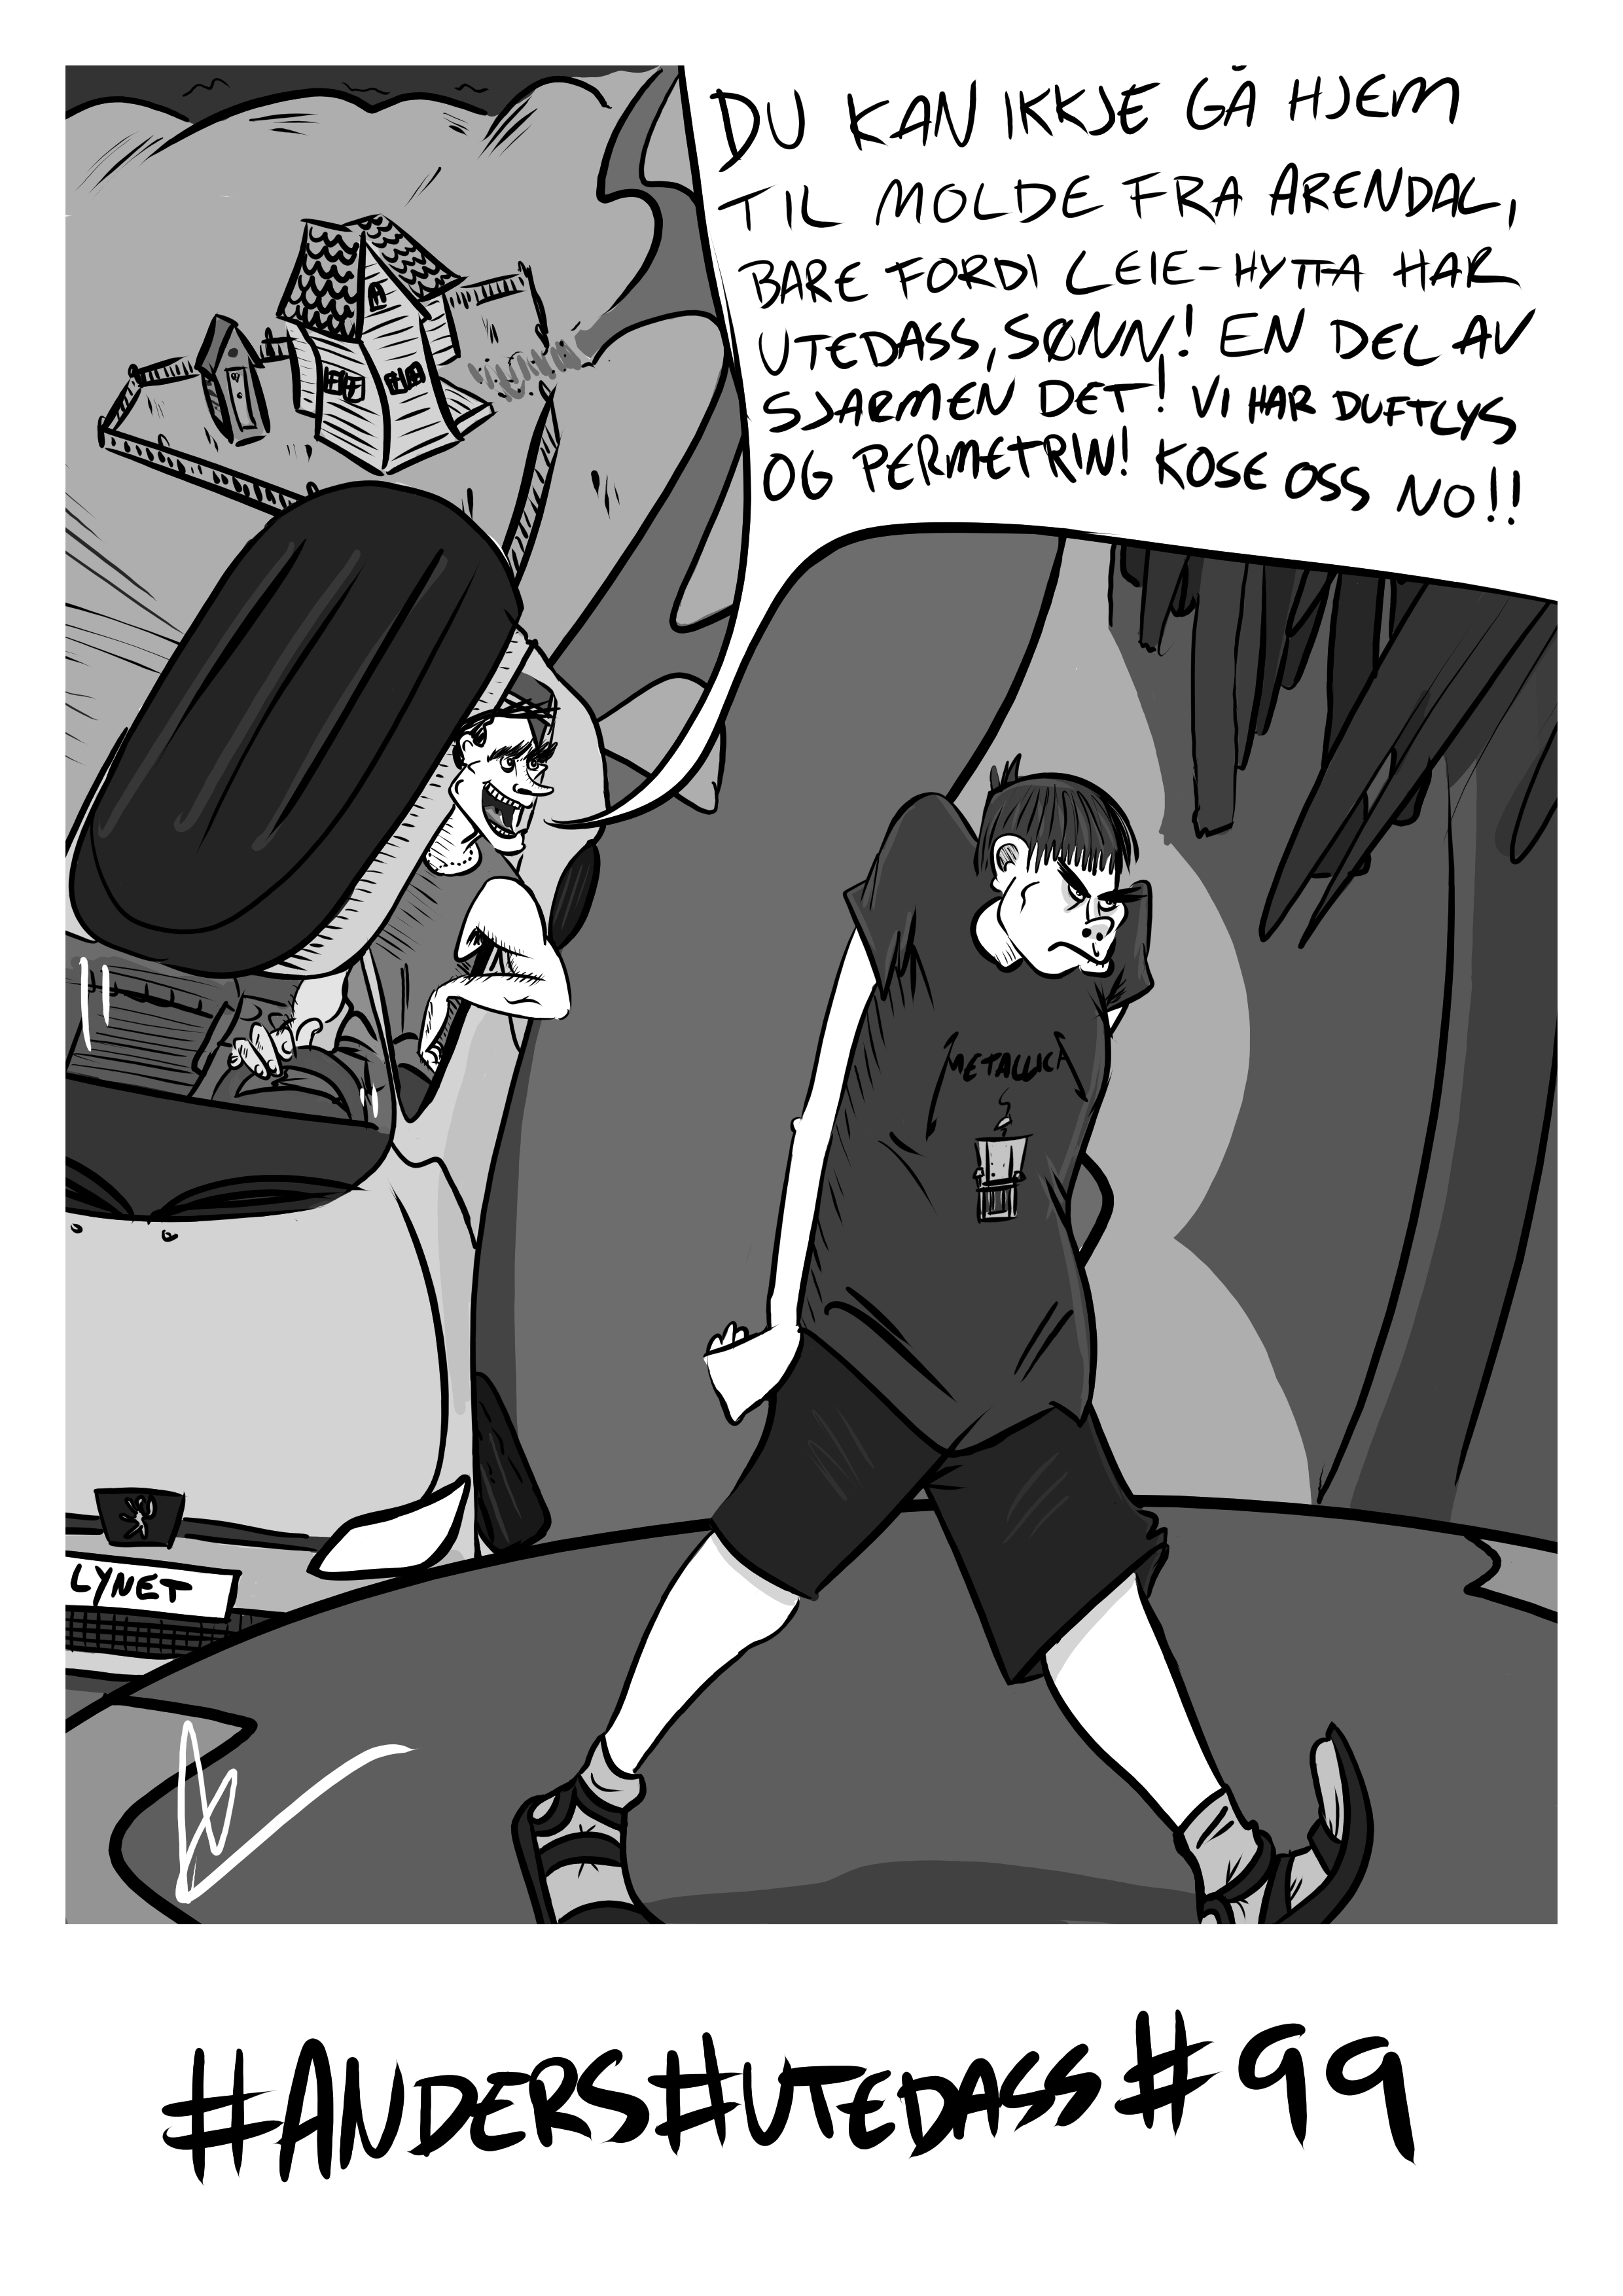 DU KAN IKKJE GÅ HJEM
TIL MOLDE FRA ARENDAL,
BARE FORDI LEIE-HYTTA HAR
UTEDASS, SØNN! EN DEL AV
SJARMEN DET! VI HAR DUFTLYS
OG PERMETRIN! KOSE OSS NO!!
METALLICA
LYNET
#ANDERS#UTEDASS#99